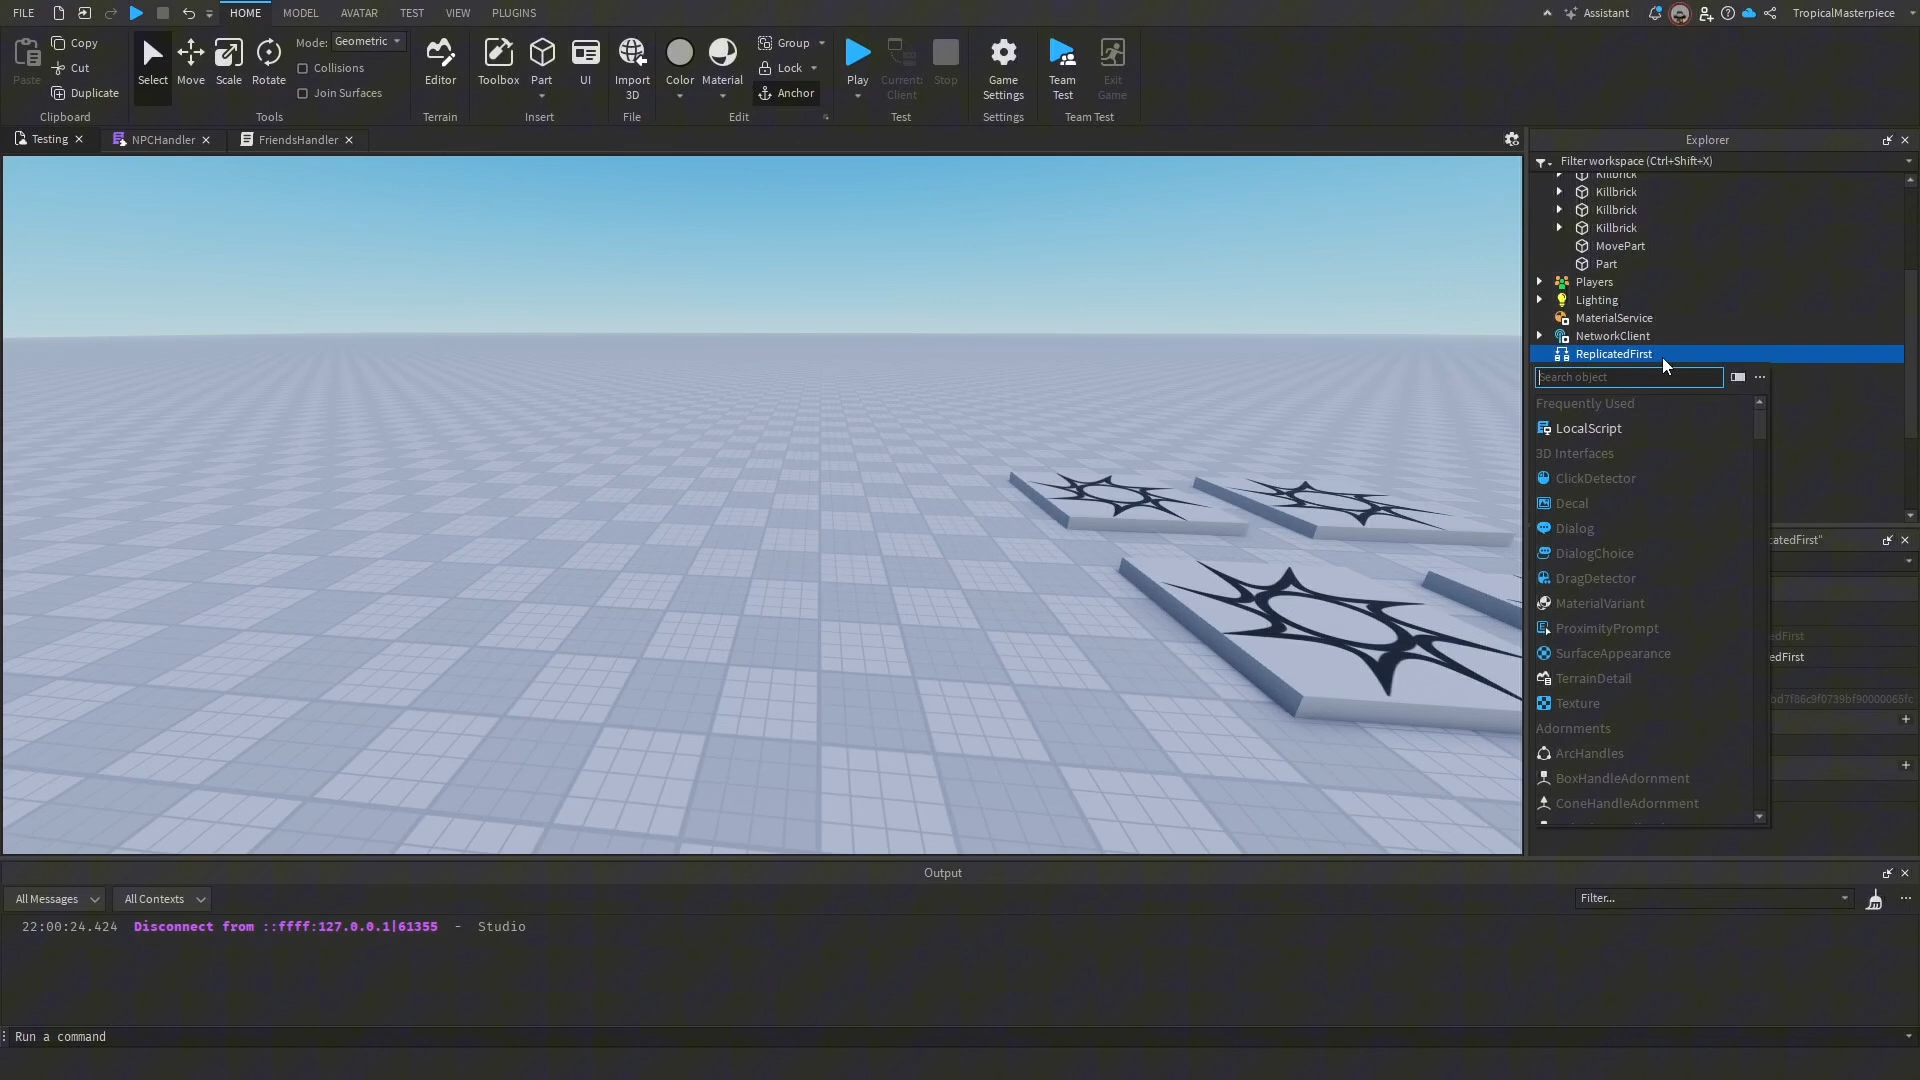 FILE HOME MODEL AVATAR TEST VIEW PLUGINS Assistant TropicalMasterpiece
Paste Copy Cut Duplicate Clipboard
Select Move Scale Rotate Mode: Geometric Collisions Join Surfaces Tools
Editor Terrain
Toolbox Part UI Insert
Import 3D File
Color Material Group Lock Anchor Edit
Play Current: Client Stop Test
Game Settings Settings
Team Test Exit Game Team Test
Testing NPCHandler FriendsHandler
Explorer
Filter workspace (Ctrl+Shift+X)
Killbrick
Killbrick
Killbrick
Killbrick
MovePart
Part
Players
Lighting
MaterialService
NetworkClient
ReplicatedFirst
Search object
Frequently Used
LocalScript
3D Interfaces
ClickDetector
Decal
Dialog
DialogChoice
DragDetector
MaterialVariant
ProximityPrompt
SurfaceAppearance
TerrainDetail
Texture
Adornments
ArcHandles
BoxHandleAdornment
ConeHandleAdornment
catedFirst"
edFirst
edFirst
Output
All Messages All Contexts Filter...
22:00:24.424 Disconnect from ::ffff:127.0.0.1|61355 - Studio
Run a command